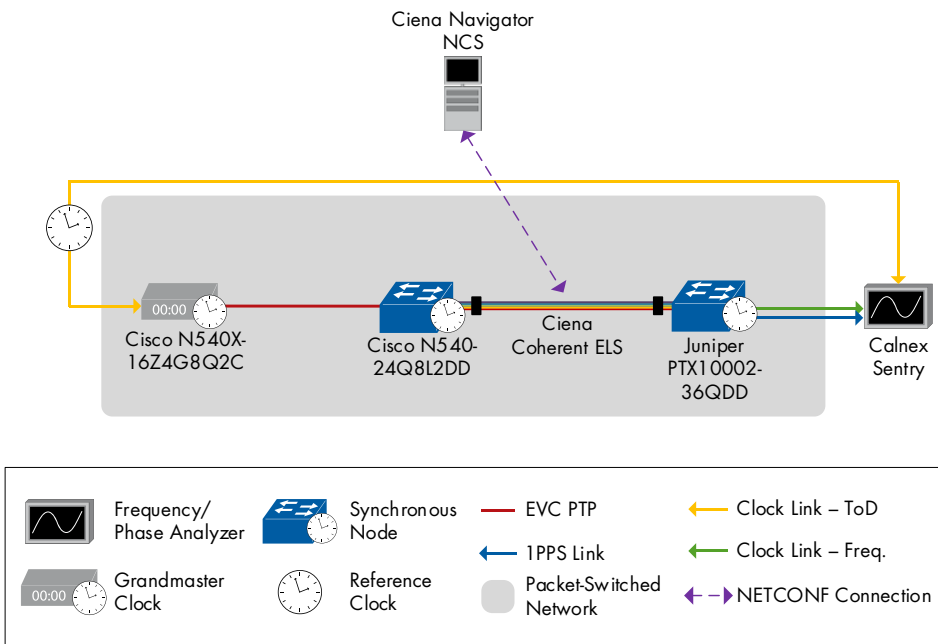 Ciena Navigator
NCS
00:00
Cisco N540X-
16Z4G8Q2C
Cisco N540-
24Q8L2DD
Ciena
Coherent ELS
Juniper
PTX10002-
36QDD
Calnex
Sentry
Frequency/
Phase Analyzer
Synchronous
Node
EVC PTP
Clock Link – ToD
1PPS Link
Clock Link – Freq.
00:00
Grandmaster
Clock
Reference
Clock
Packet-Switched
Network
NETCONF Connection